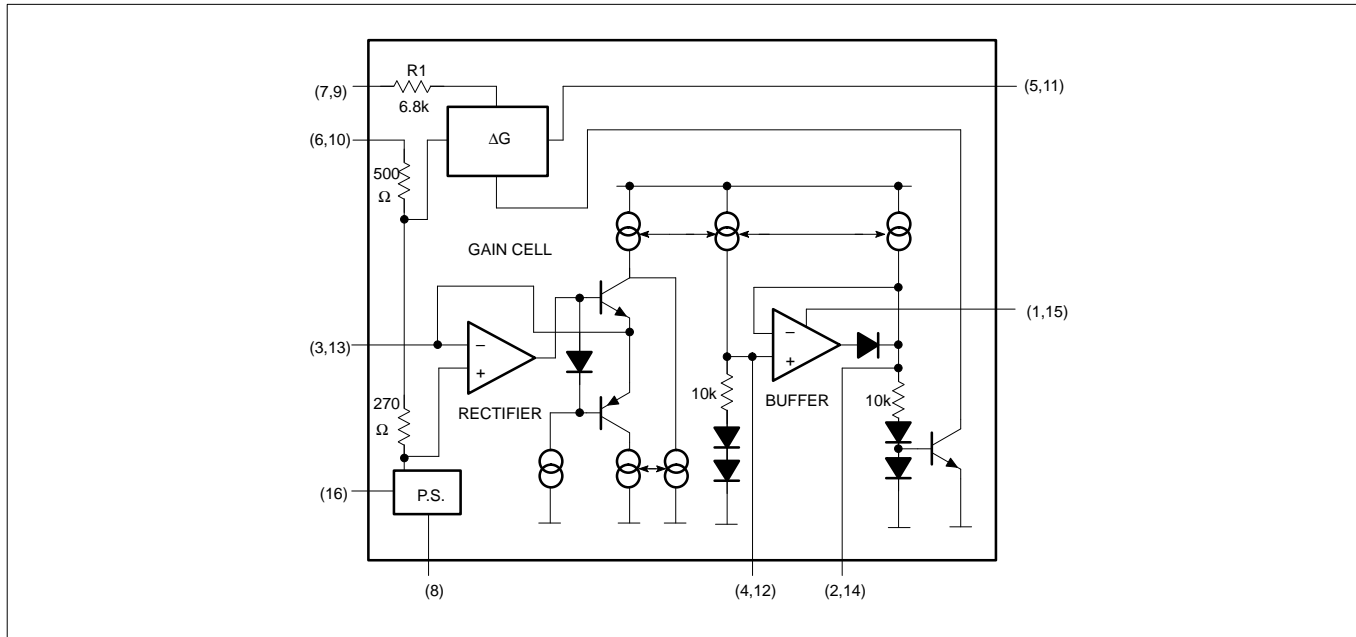 R1
(7,9)
6.8k
(5,11)
(6,10)
ΔG
500
Ω
GAIN CELL
(1,15)
(3,13)
−
+
−
+
10k
BUFFER
10k
270
Ω
RECTIFIER
(16)
P.S.
(8)
(4,12)
(2,14)